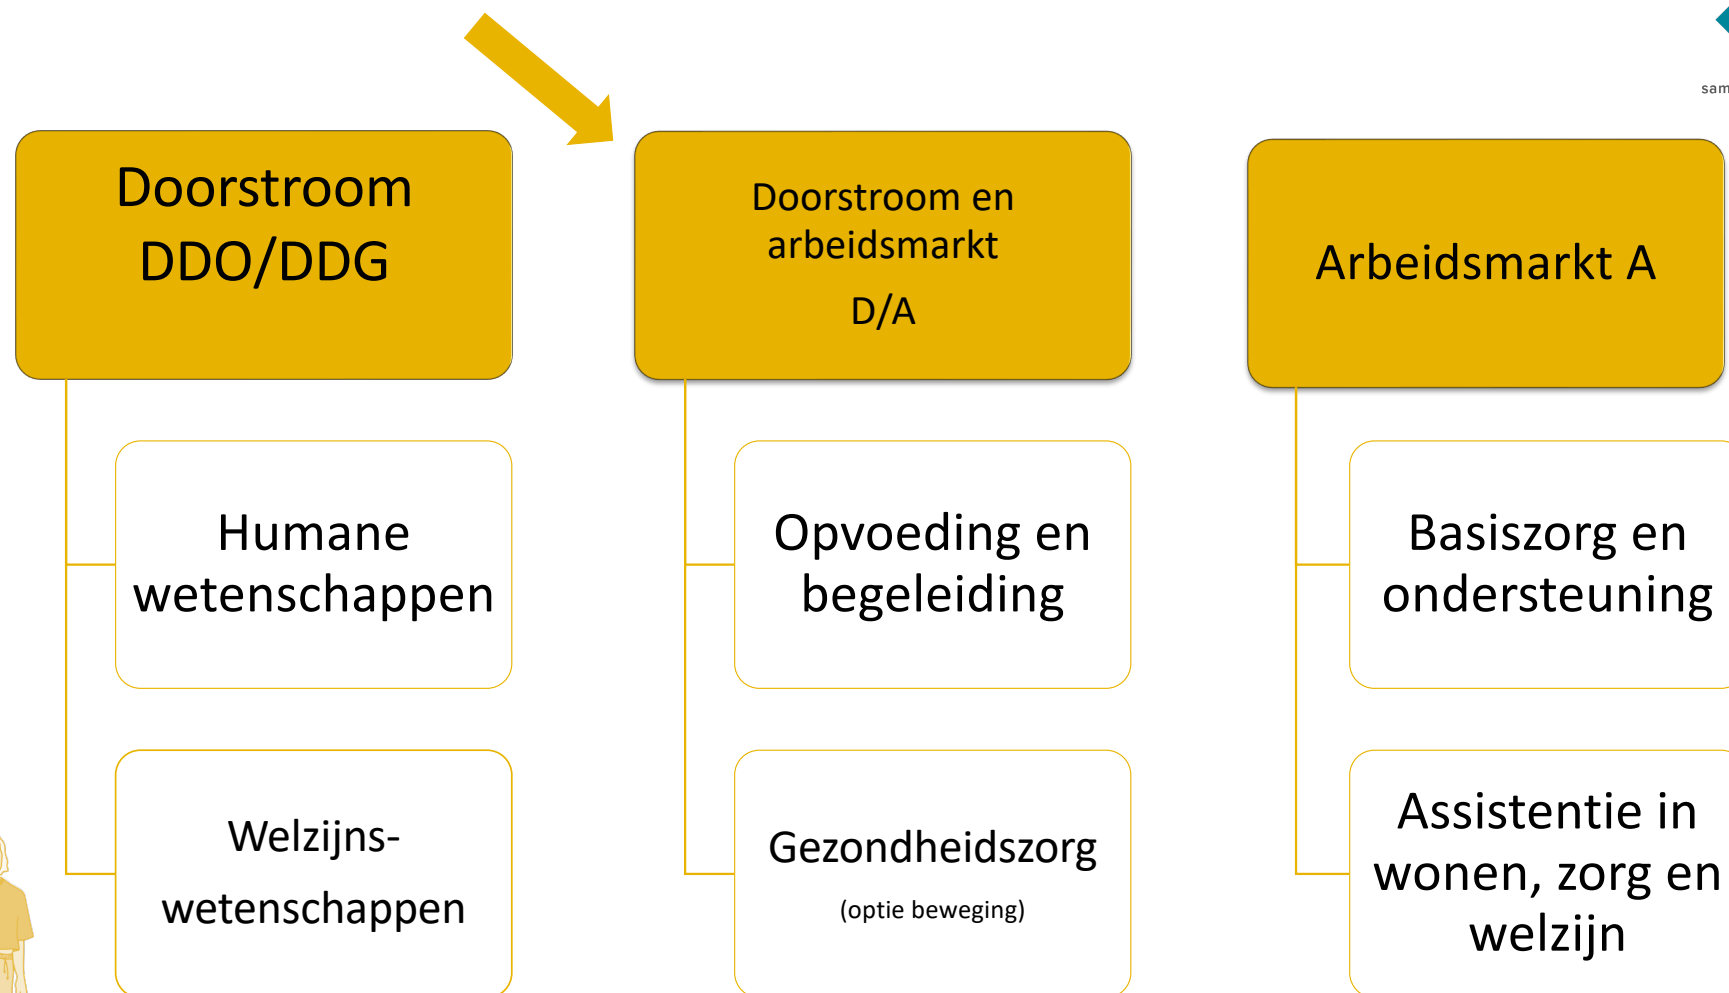 sam
Doorstroom
DDO/DDG
Humane
wetenschappen
Welzijns-
wetenschappen
Doorstroom en
arbeidsmarkt
D/A
Opvoeding en
begeleiding
Gezondheidszorg
(optie beweging)
Arbeidsmarkt A
Basiszorg en
ondersteuning
Assistentie in
wonen, zorg en
welzijn